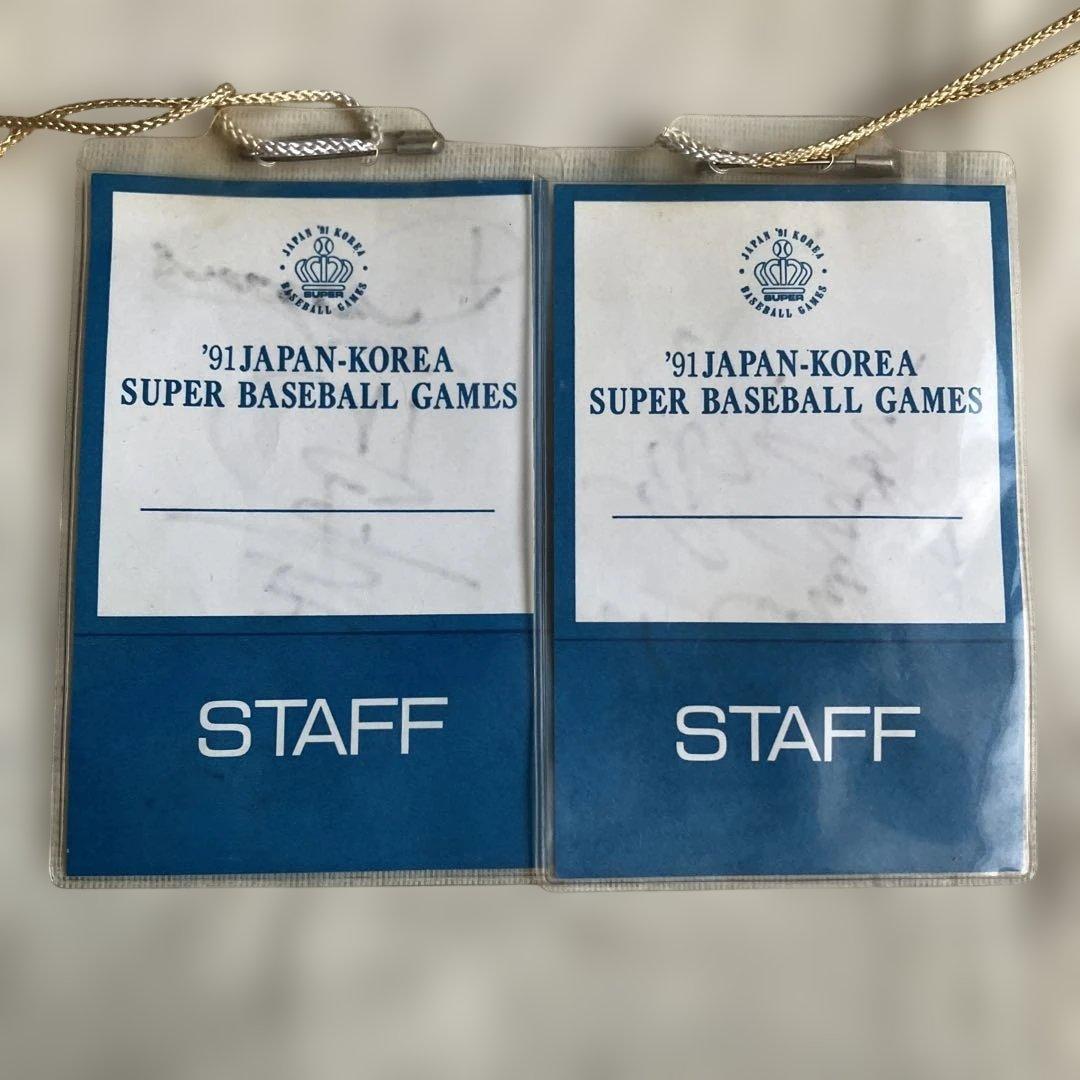 JAPAN '91 KOREA
SUPER
BASEBALL GAMES
'91 JAPAN-KOREA
SUPER BASEBALL GAMES
STAFF
JAPAN '91 KOREA
SUPER
BASEBALL GAMES
'91 JAPAN-KOREA
SUPER BASEBALL GAMES
STAFF